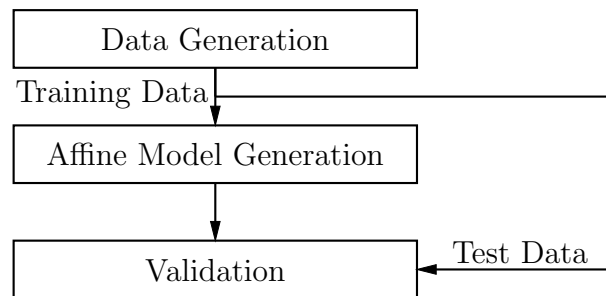 Data Generation
Training Data
Affine Model Generation
Validation
Test Data